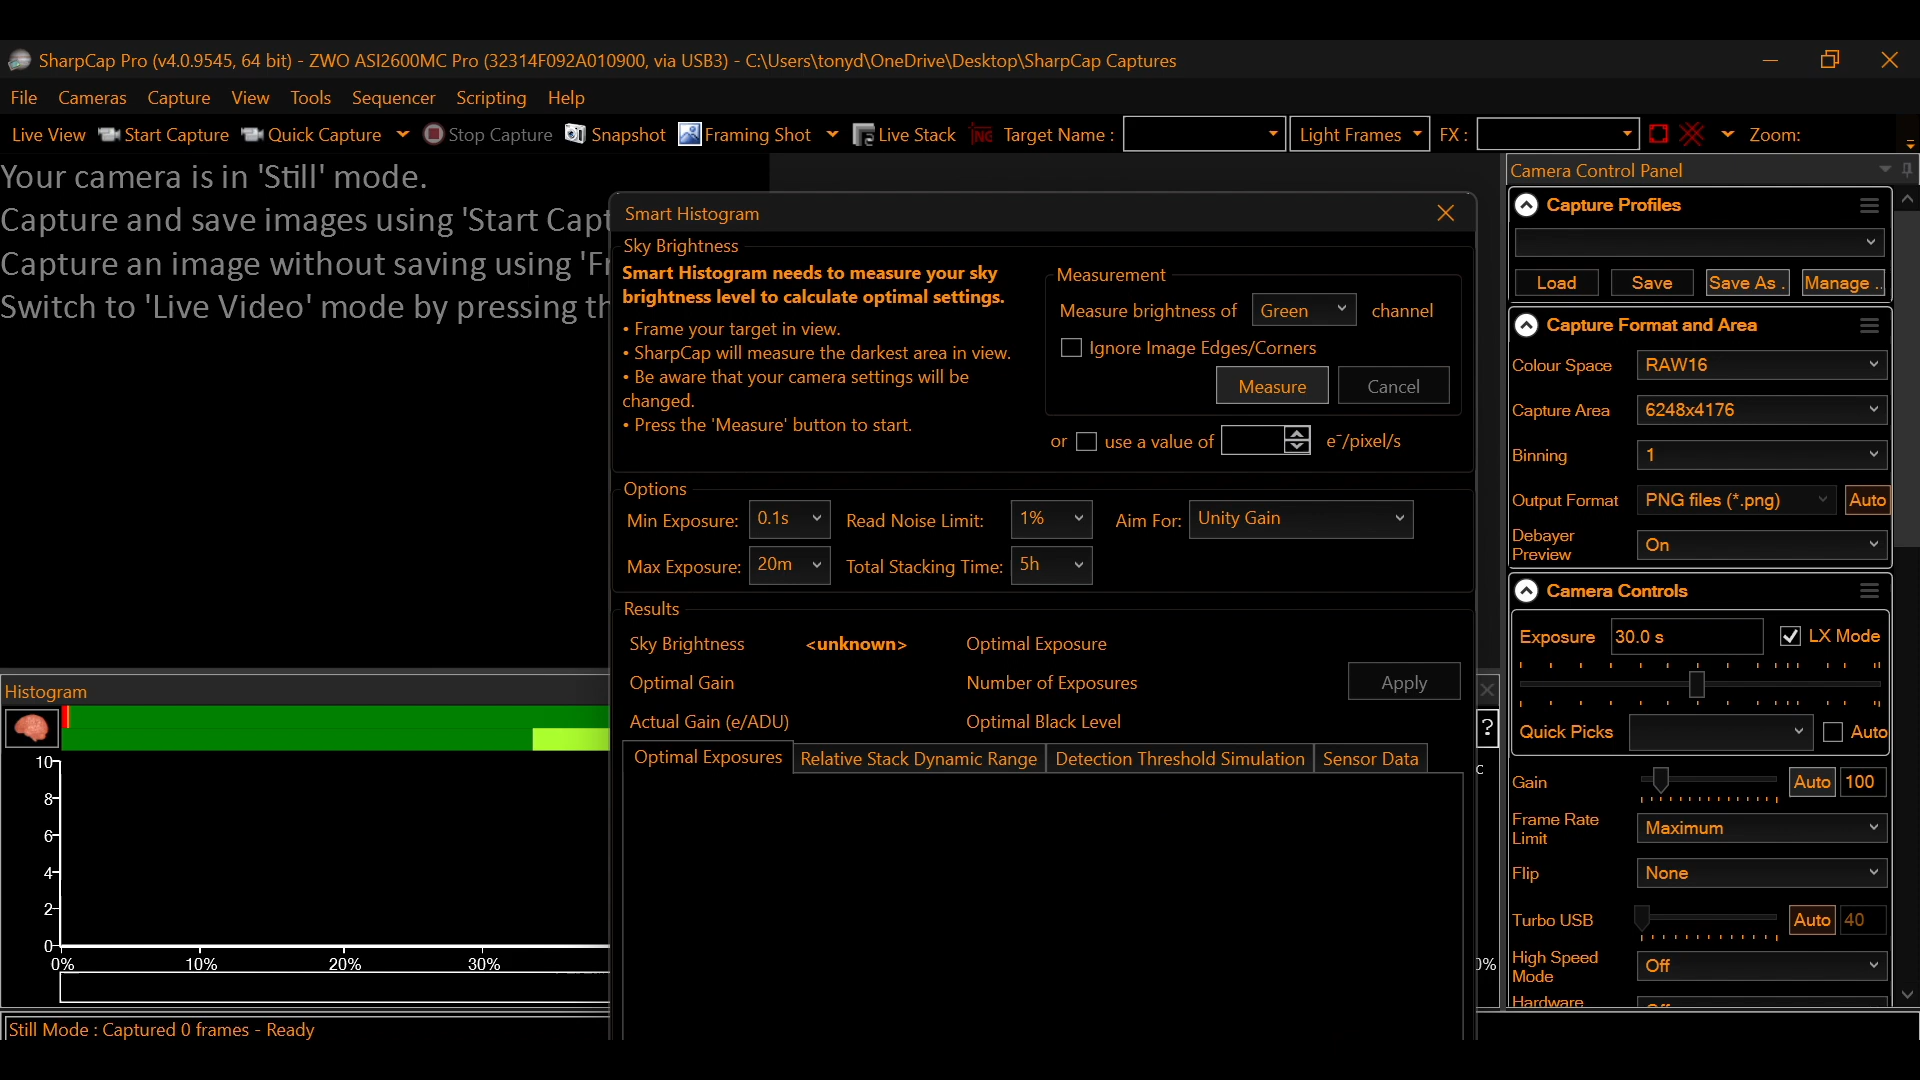 SharpCap Pro (v4.0.9545, 64 bit) - ZWO ASI2600MC Pro (32314F092A010900, via USB3) - C:\Users\tonyd\OneDrive\Desktop\SharpCap Captures
File Cameras Capture View Tools Sequencer Scripting Help
Live View Start Capture Quick Capture Stop Capture Snapshot Framing Shot Live Stack Target Name : Light Frames FX : Zoom:
Your camera is in 'Still' mode.
Capture and save images using 'Start Capt
Capture an image without saving using 'Fr
Switch to 'Live Video' mode by pressing th
Smart Histogram
Sky Brightness
Smart Histogram needs to measure your sky
brightness level to calculate optimal settings.
• Frame your target in view.
• SharpCap will measure the darkest area in view.
• Be aware that your camera settings will be
changed.
• Press the 'Measure' button to start.
Measurement
Measure brightness of Green channel
Ignore Image Edges/Corners
Measure Cancel
or use a value of e⁻/pixel/s
Options
Min Exposure: 0.1s Read Noise Limit: 1% Aim For: Unity Gain
Max Exposure: 20m Total Stacking Time: 5h
Results
Sky Brightness <unknown> Optimal Exposure
Optimal Gain Number of Exposures Apply
Actual Gain (e/ADU) Optimal Black Level
Optimal Exposures Relative Stack Dynamic Range Detection Threshold Simulation Sensor Data
Histogram
?
10
8
6
4
2
0
0% 10% 20% 30% 0%
Still Mode : Captured 0 frames - Ready
Camera Control Panel
Capture Profiles
Load Save Save As . Manage ..
Capture Format and Area
Colour Space RAW16
Capture Area 6248x4176
Binning 1
Output Format PNG files (*.png) Auto
Debayer
Preview On
Camera Controls
Exposure 30.0 s LX Mode
Quick Picks Auto
Gain Auto 100
Frame Rate
Limit Maximum
Flip None
Turbo USB Auto 40
High Speed
Mode Off
Hardware Off